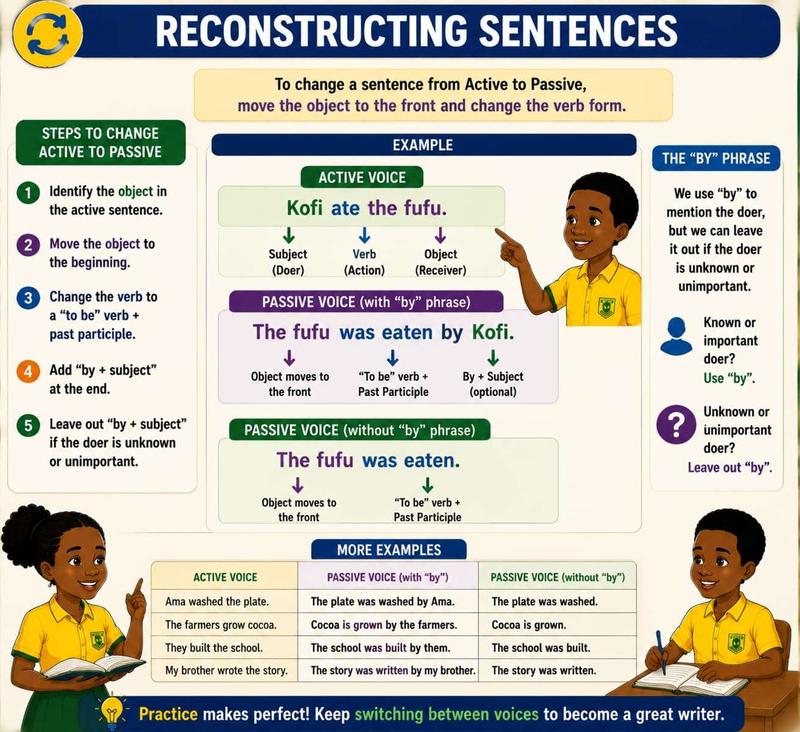 RECONSTRUCTING SENTENCES
To change a sentence from Active to Passive,
move the object to the front and change the verb form.
STEPS TO CHANGE
ACTIVE TO PASSIVE
1 Identify the object in
the active sentence.
2 Move the object to
the beginning.
3 Change the verb to
a “to be” verb +
past participle.
4 Add “by + subject”
at the end.
5 Leave out “by + subject”
if the doer is unknown
or unimportant.
EXAMPLE
ACTIVE VOICE
Kofi ate the fufu.
Subject
(Doer)
Verb
(Action)
Object
(Receiver)
PASSIVE VOICE (with “by” phrase)
The fufu was eaten by Kofi.
Object moves to
the front
“To be” verb +
Past Participle
By + Subject
(optional)
PASSIVE VOICE (without “by” phrase)
The fufu was eaten.
Object moves to
the front
“To be” verb +
Past Participle
THE “BY” PHRASE
We use “by” to
mention the doer,
but we can leave
it out if the doer
is unknown or
unimportant.
Known or
important
doer?
Use “by”.
?
Unknown or
unimportant
doer?
Leave out “by”.
MORE EXAMPLES
ACTIVE VOICE PASSIVE VOICE (with “by”) PASSIVE VOICE (without “by”)
Ama washed the plate. The plate was washed by Ama. The plate was washed.
The farmers grow cocoa. Cocoa is grown by the farmers. Cocoa is grown.
They built the school. The school was built by them. The school was built.
My brother wrote the story. The story was written by my brother. The story was written.
Practice makes perfect! Keep switching between voices to become a great writer.